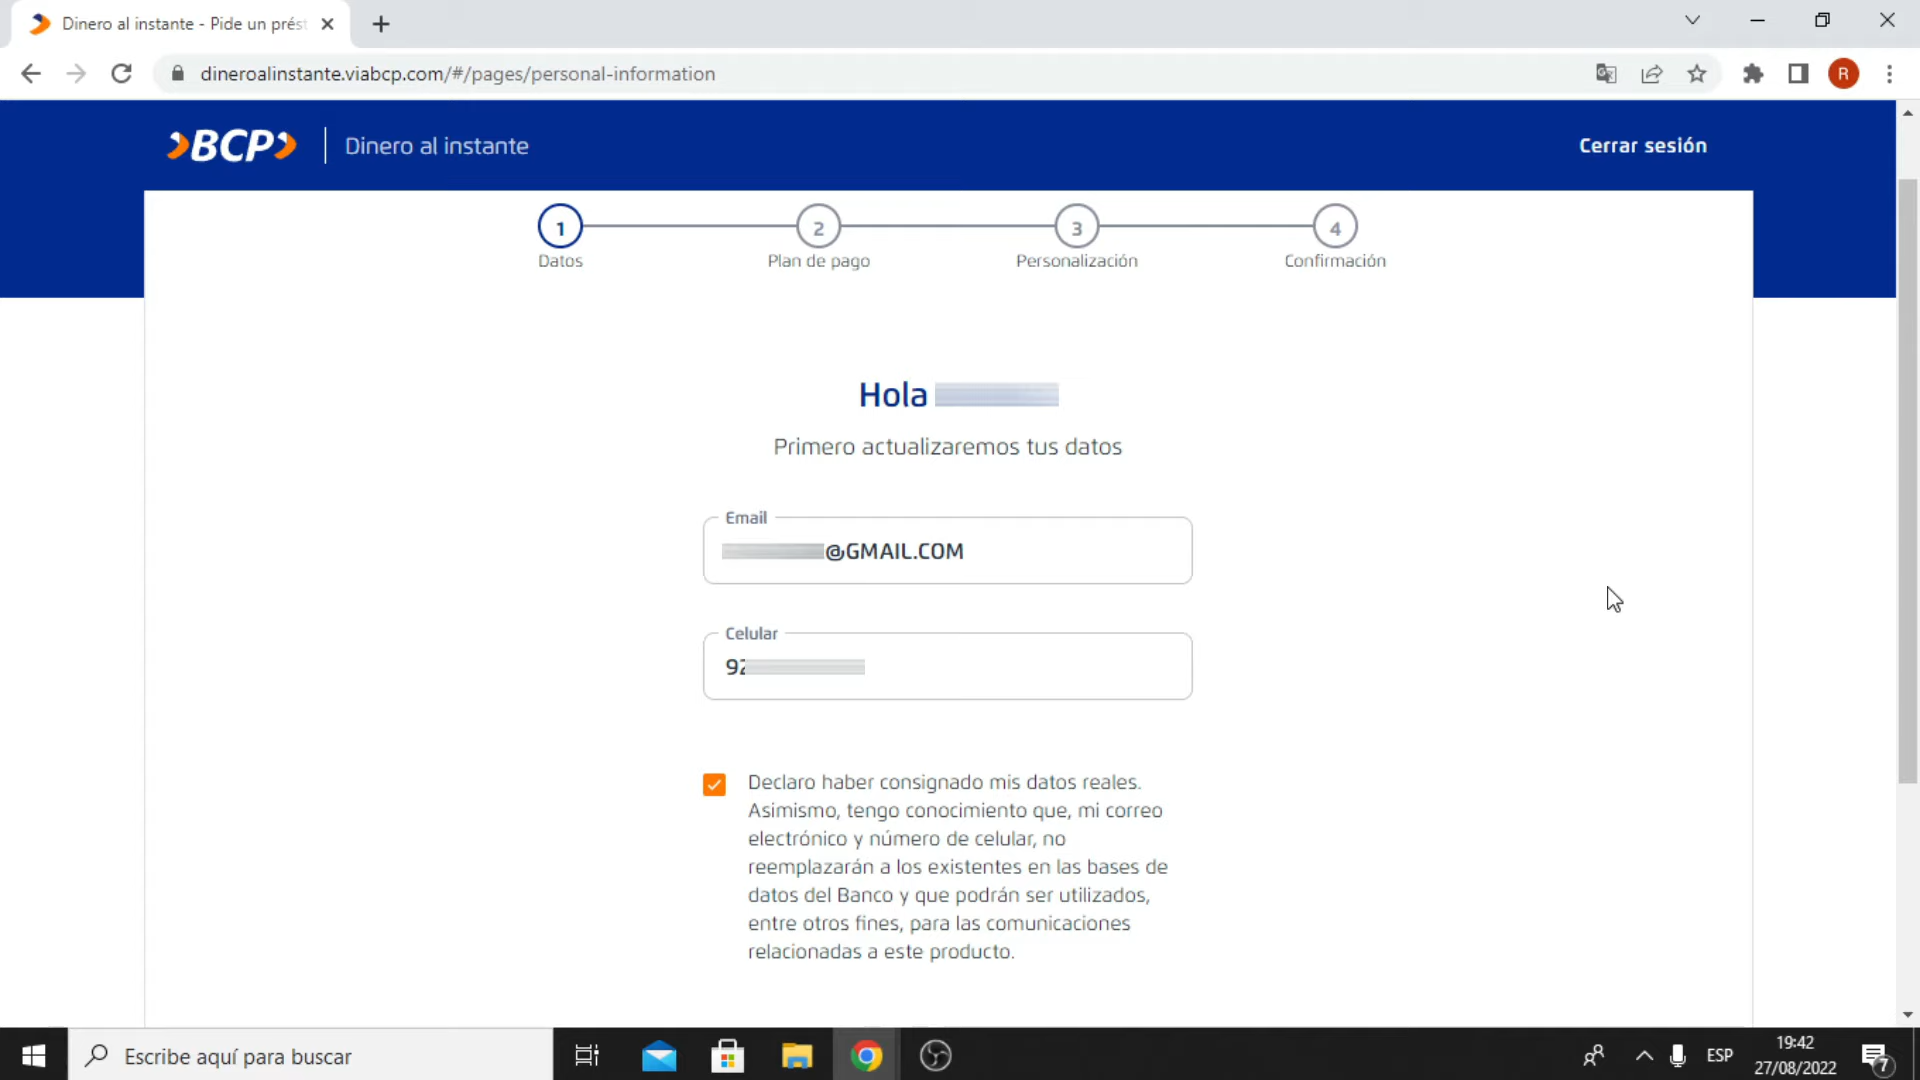 Dinero al instante - Pide un prést
dineroalinstante.viabcp.com/#/pages/personal-information
R
BCP
Dinero al instante
Cerrar sesión
1
2
3
4
Datos
Plan de pago
Personalización
Confirmación
Hola
Primero actualizaremos tus datos
Email
@GMAIL.COM
Celular
92
Declaro haber consignado mis datos reales.
Asimismo, tengo conocimiento que, mi correo
electrónico y número de celular, no
reemplazarán a los existentes en las bases de
datos del Banco y que podrán ser utilizados,
entre otros fines, para las comunicaciones
relacionadas a este producto.
Escribe aquí para buscar
ESP
19:42
27/08/2022
7